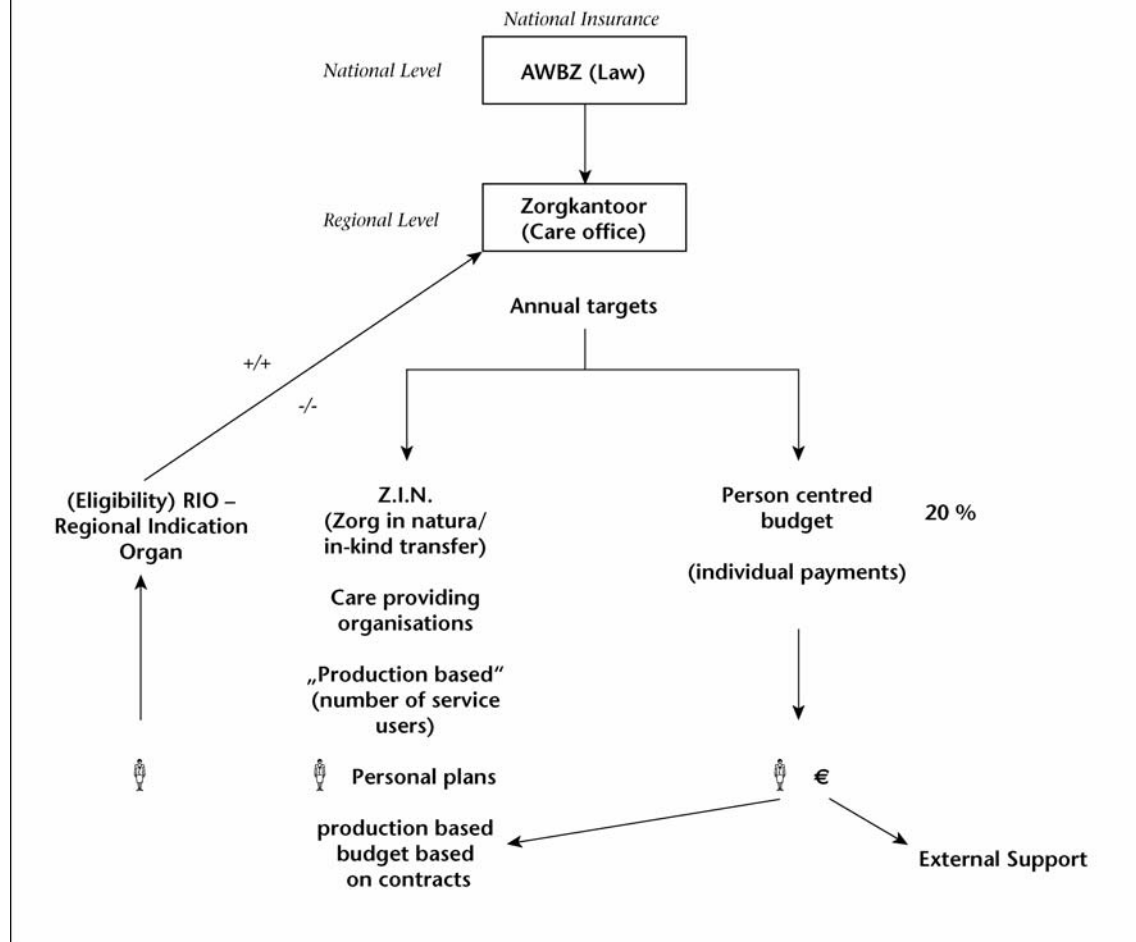 National Insurance
National Level
AWBZ (Law)
Regional Level
Zorgkantoor
(Care office)
Annual targets
+/+
-/-
(Eligibility) RIO –
Regional Indication
Organ
Z.I.N.
(Zorg in natura/
in-kind transfer)
Care providing
organisations
„Production based“
(number of service
users)
Personal plans
production based
budget based
on contracts
Person centred
budget
20 %
(individual payments)
€
External Support